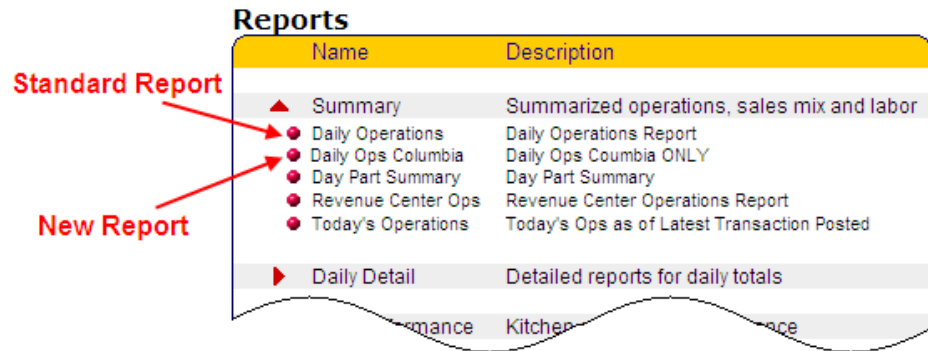 Reports
Name Description
Standard Report
Summary Summarized operations, sales mix and labor
Daily Operations Daily Operations Report
Daily Ops Columbia Daily Ops Coumbia ONLY
Day Part Summary Day Part Summary
Revenue Center Ops Revenue Center Operations Report
New Report
Today's Operations Today's Ops as of Latest Transaction Posted
Daily Detail Detailed reports for daily totals
Kitchen